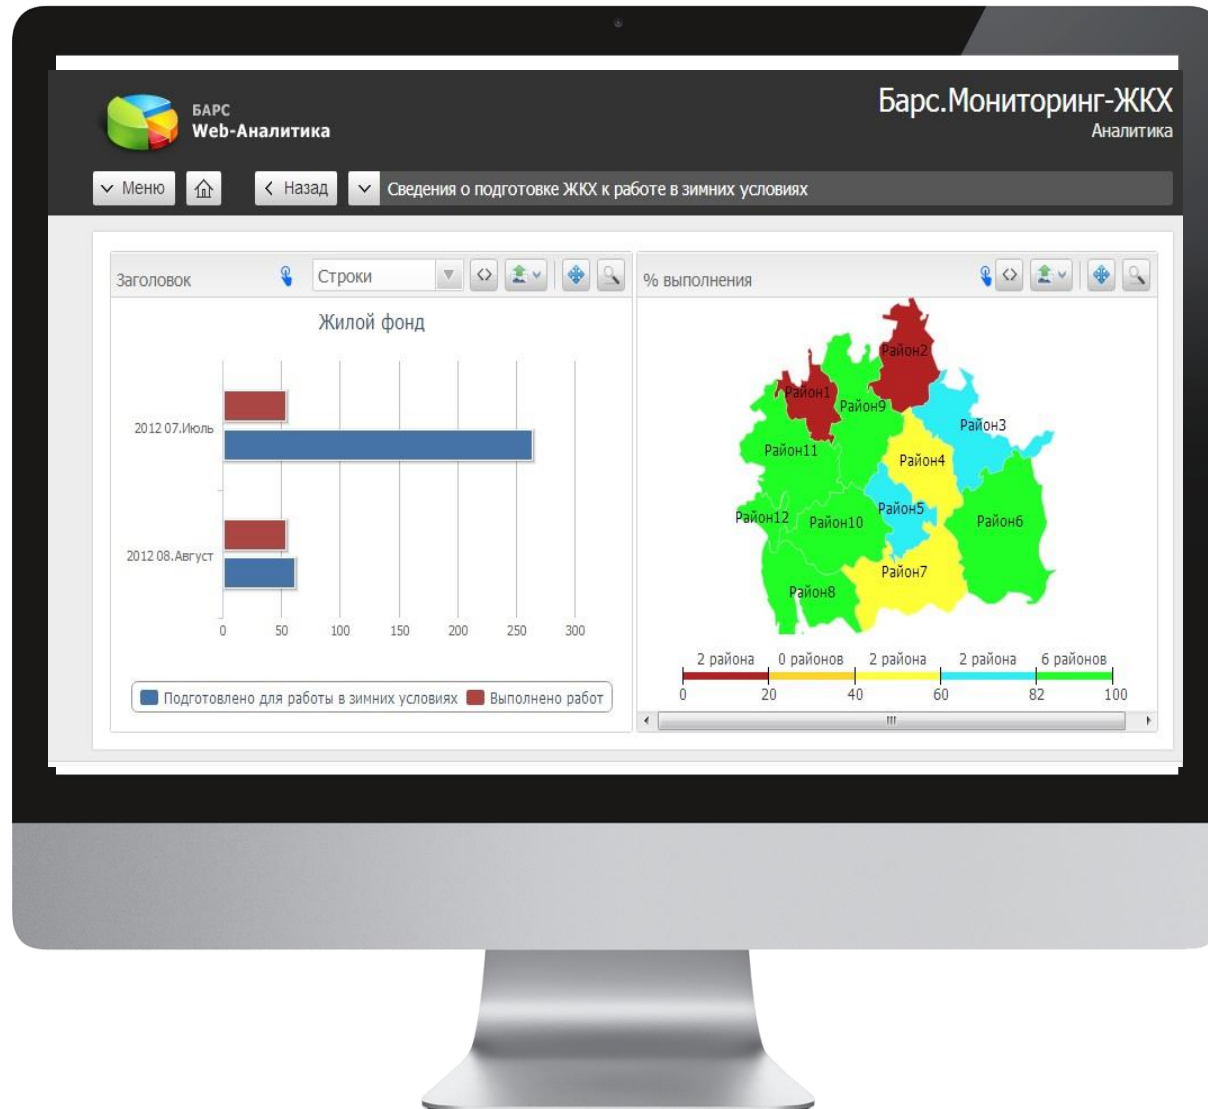 БАРС
Web-Аналитика
Барс.Мониторинг-ЖКХ
Аналитика
Меню
Назад
Сведения о подготовке ЖКХ к работе в зимних условиях
Заголовок
Строки
Жилой фонд
2012 07.Июль
2012 08.Август
0 50 100 150 200 250 300
Подготовлено для работы в зимних условиях Выполнено работ
% выполнения
Район2
Район1
Район9
Район3
Район11
Район4
Район5
Район12
Район10
Район6
Район7
Район8
2 района 0 районов 2 района 2 района 6 районов
0 20 40 60 82 100